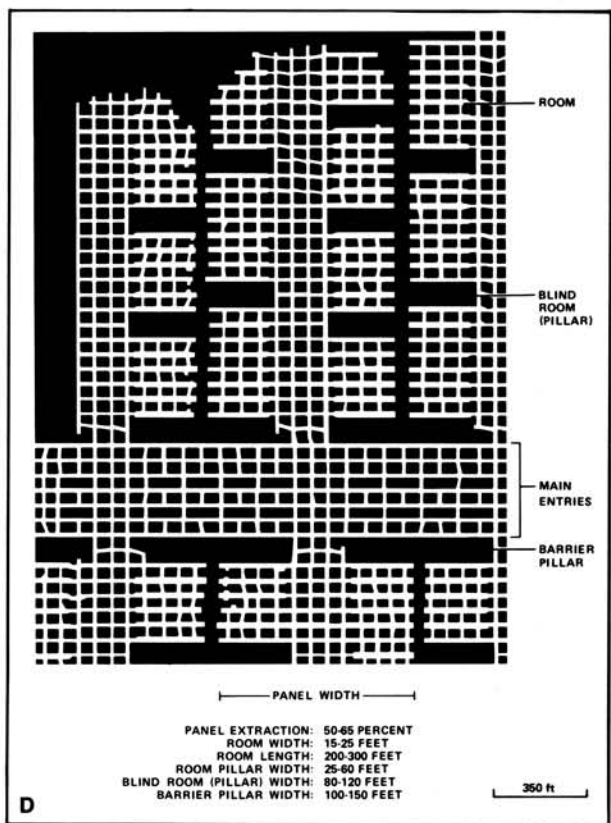 ROOM
BLIND
ROOM
(PILLAR)
MAIN
ENTRIES
BARRIER
PILLAR
PANEL WIDTH
PANEL EXTRACTION: 50-65 PERCENT
ROOM WIDTH: 15-25 FEET
ROOM LENGTH: 200-300 FEET
ROOM PILLAR WIDTH: 25-60 FEET
BLIND ROOM (PILLAR) WIDTH: 80-120 FEET
BARRIER PILLAR WIDTH: 100-150 FEET
350 ft
D